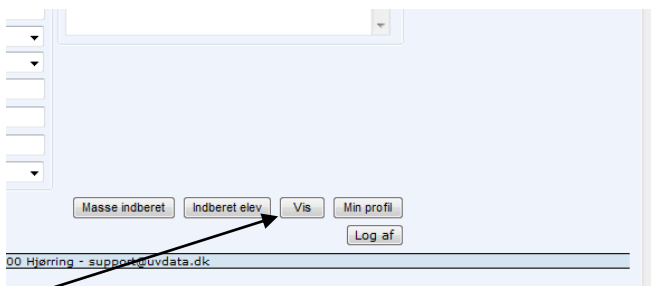 Masse indberet Indberet elev Vis Min profil
Log af
00 Hjørring - support@uvdata.dk